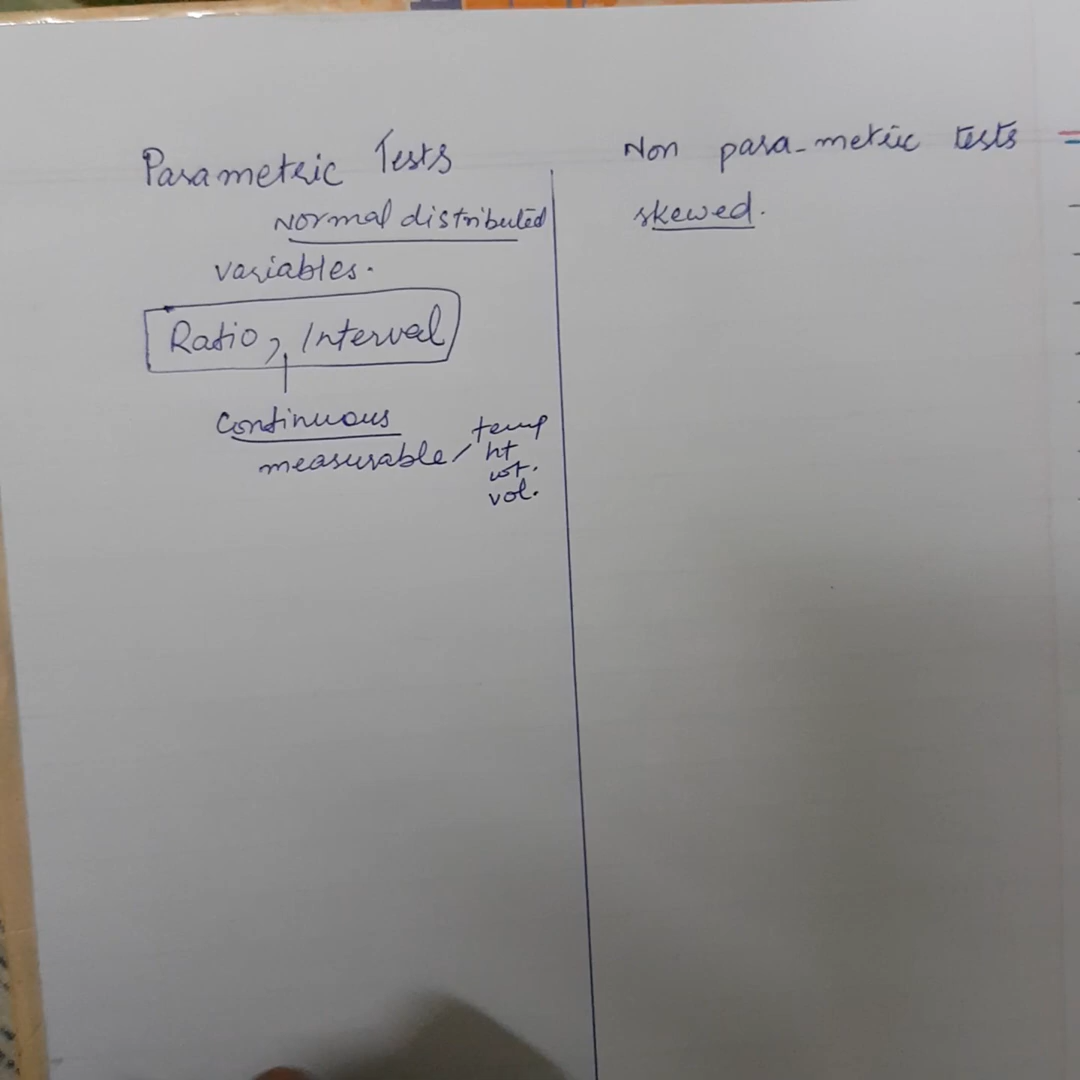 Parametric Tests
Normal distributed
variables.
Ratio, Interval
Continuous
measurable
temp
ht
wt.
vol.
Non para-metric tests
skewed.